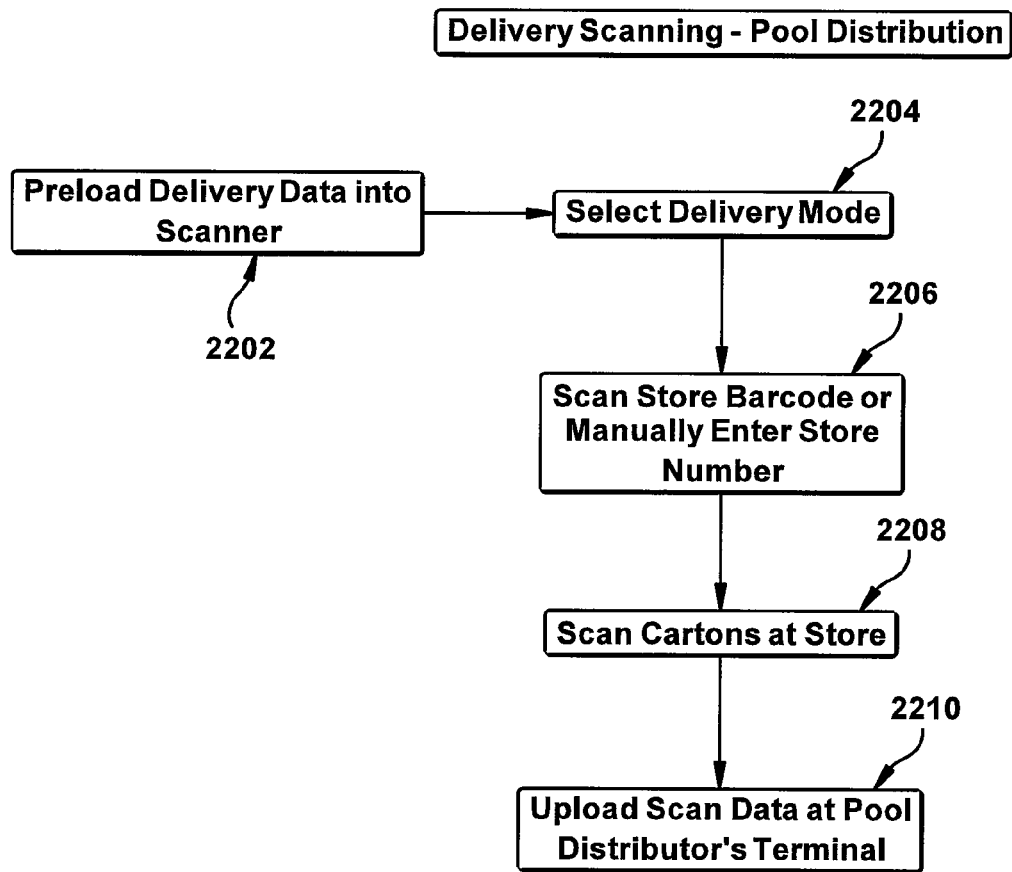 Delivery Scanning - Pool Distribution
2204
Preload Delivery Data into
Scanner
Select Delivery Mode
2202
2206
Scan Store Barcode or
Manually Enter Store
Number
2208
Scan Cartons at Store
2210
Upload Scan Data at Pool
Distributor's Terminal